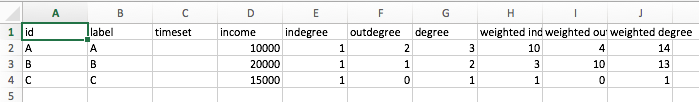 A B C D E F G H I J
1 id label timeset income indegree outdegree degree weighted ind weighted ou weighted degree
2 A A 10000 1 2 3 10 4 14
3 B B 20000 1 1 2 3 10 13
4 C C 15000 1 0 1 1 0 1
5